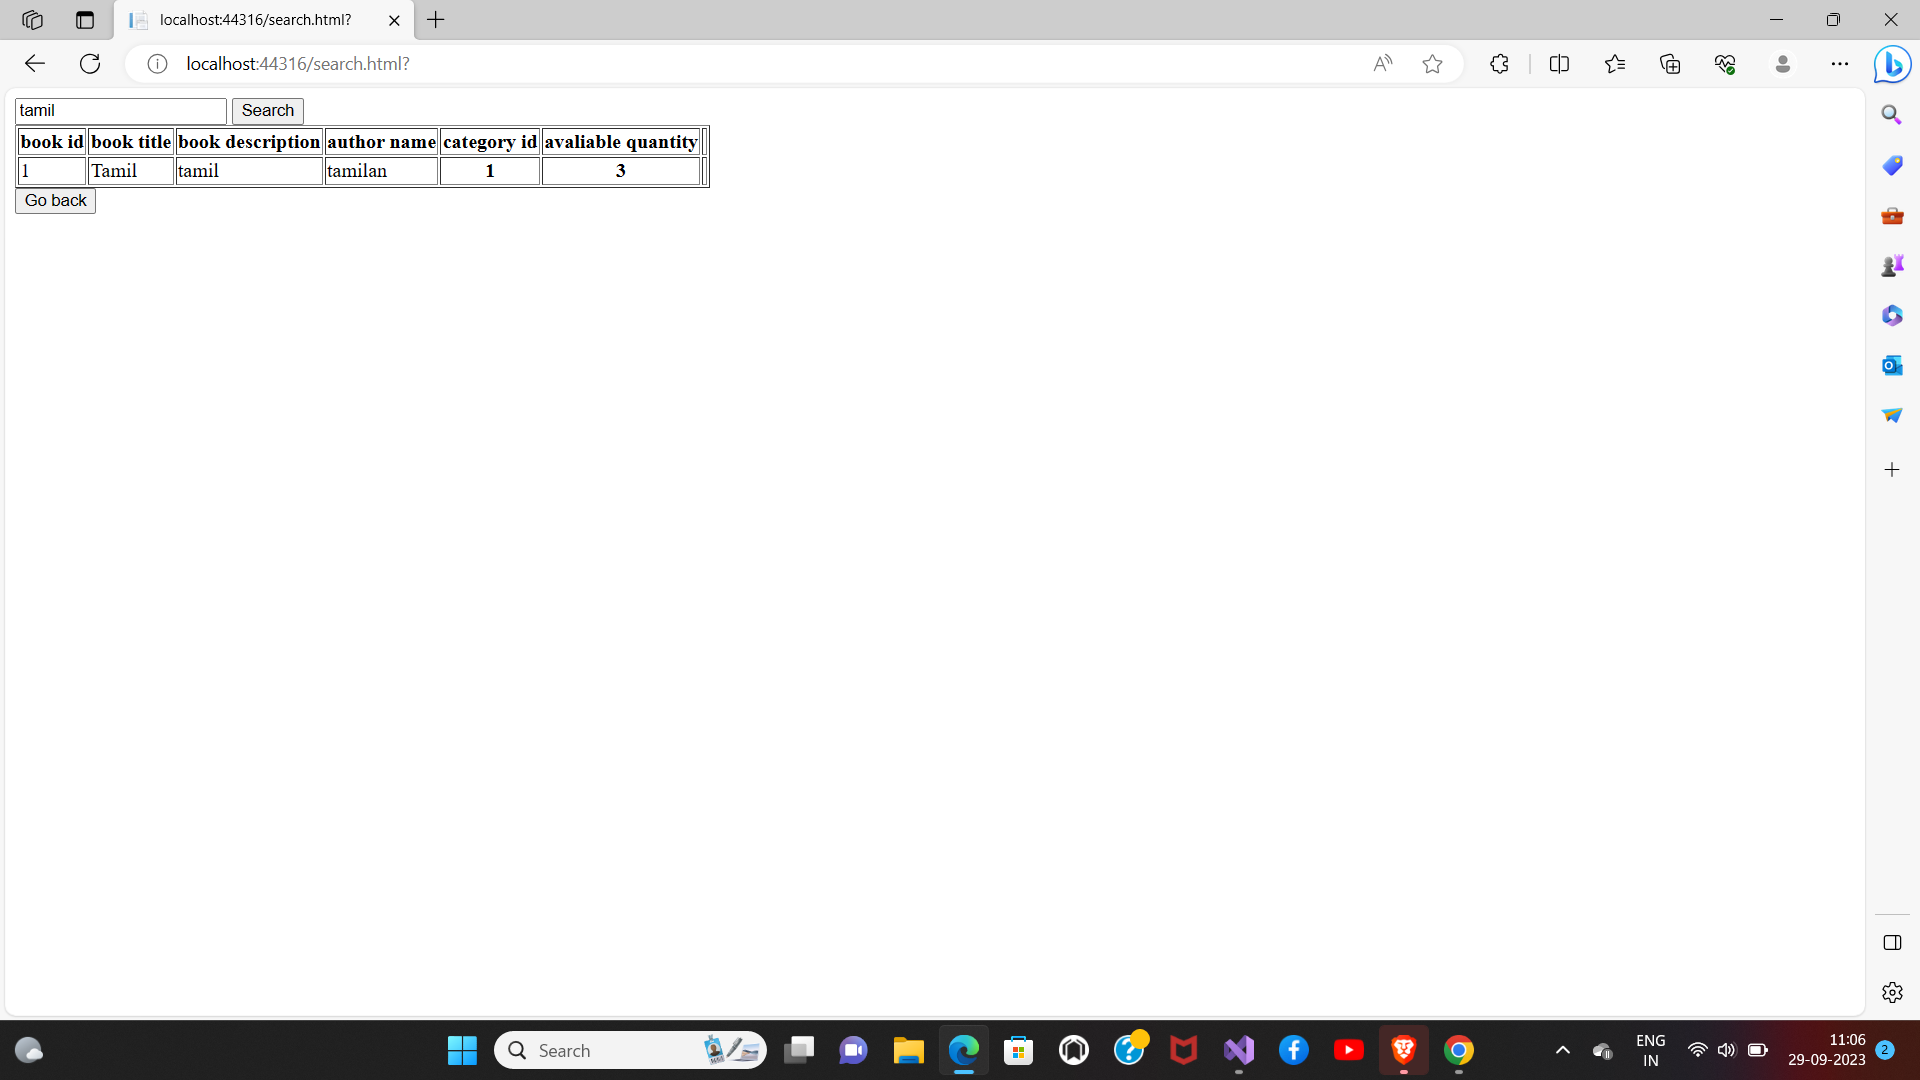 localhost:44316/search.html?
localhost:44316/search.html?
tamil Search
book id book title book description author name category id avaliable quantity
1 Tamil tamil tamilan 1 3
Go back
Search
ENG
IN
11:06
29-09-2023
2